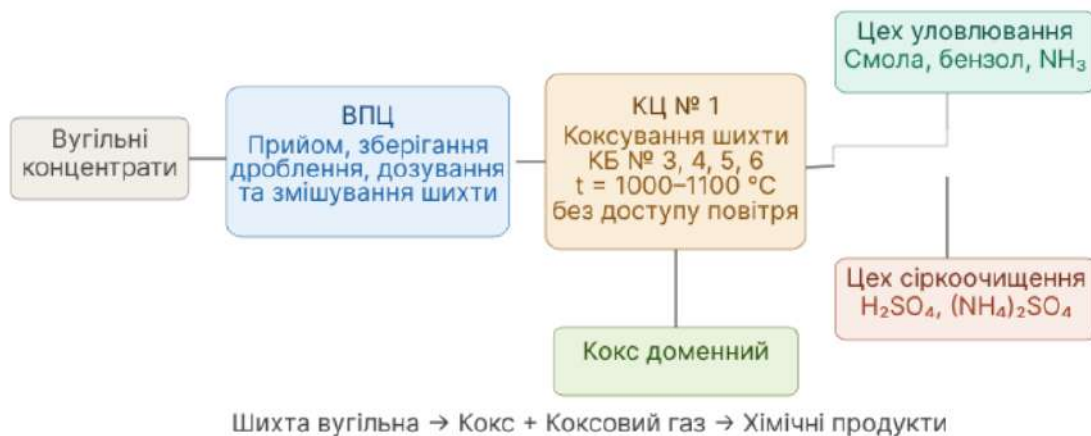 Цех уловлювання
Смола, бензол, NH₃
Вугільні
концентрати
ВПЦ
Прийом, зберігання
дроблення, дозування
та змішування шихти
КЦ № 1
Коксування шихти
КБ № 3, 4, 5, 6
t = 1000–1100 °C
без доступу повітря
Цех сіркоочищення
H₂SO₄, (NH₄)₂SO₄
Кокс доменний
Шихта вугільна → Кокс + Коксовий газ → Хімічні продукти